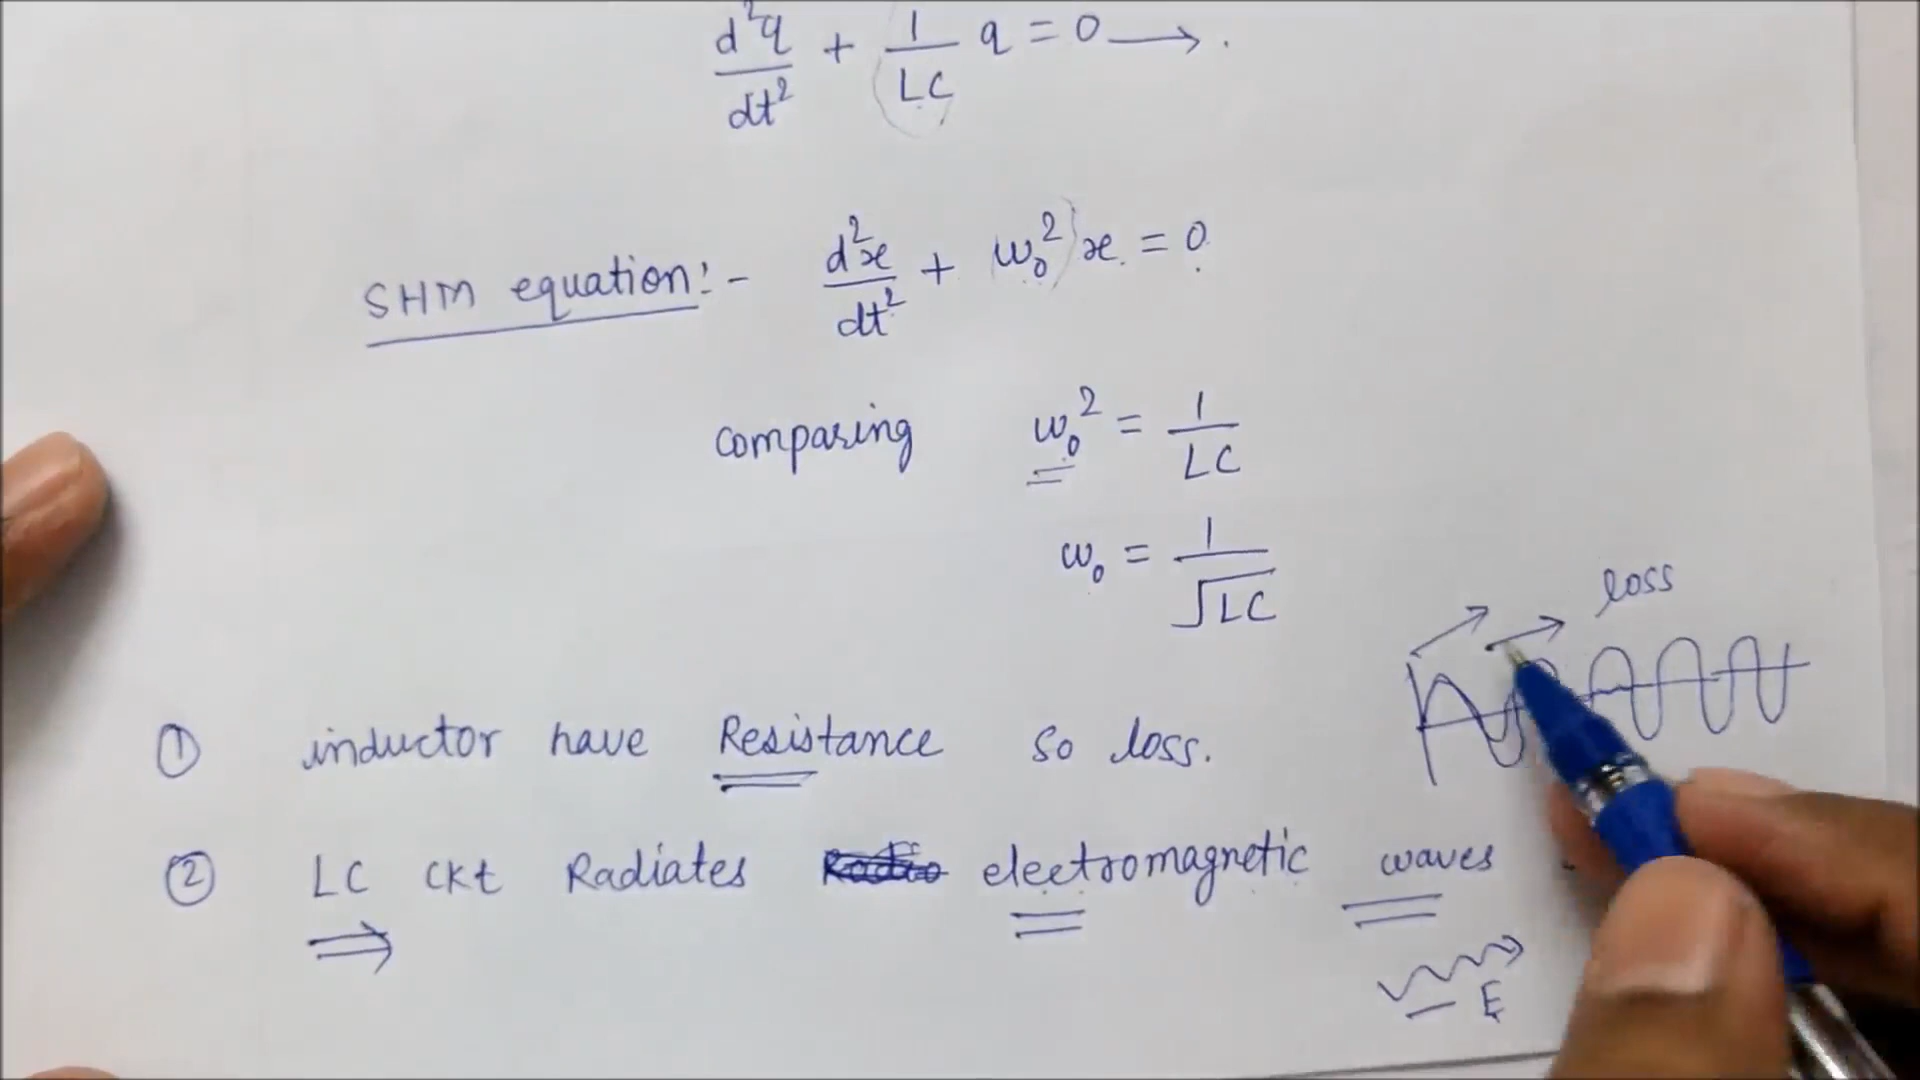 d²q/dt² + 1/LC q = 0 →
SHM equation:- d²x/dt² + ω₀² x = 0
comparing ω₀² = 1/LC
ω₀ = 1/√LC
loss
① inductor have Resistance so loss.
② LC ckt Radiates electromagnetic waves
E